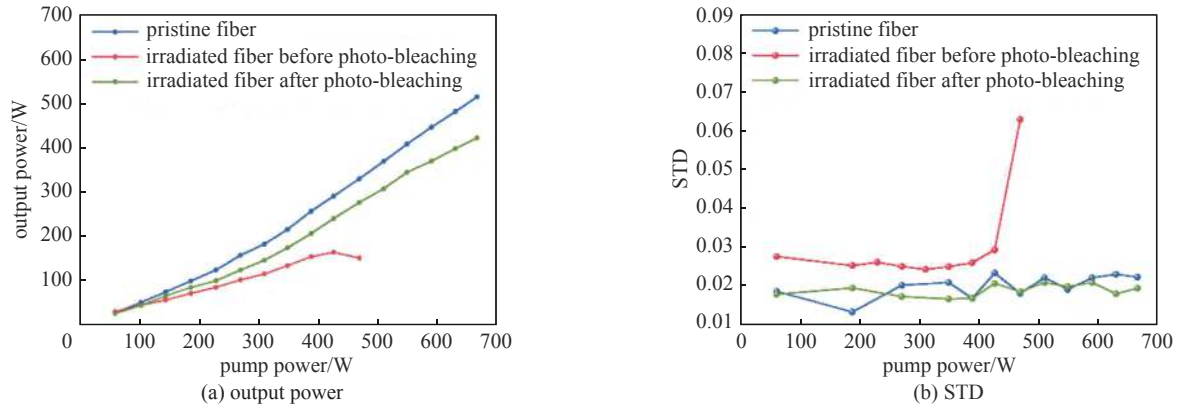 700
600
500
400
300
200
100
0
100
200
300
400
500
600
700
output power/W
pump power/W
pristine fiber
irradiated fiber before photo-bleaching
irradiated fiber after photo-bleaching
(a) output power
0.09
0.08
0.07
0.06
0.05
0.04
0.03
0.02
0.01
0
100
200
300
400
500
600
700
STD
pump power/W
pristine fiber
irradiated fiber before photo-bleaching
irradiated fiber after photo-bleaching
(b) STD